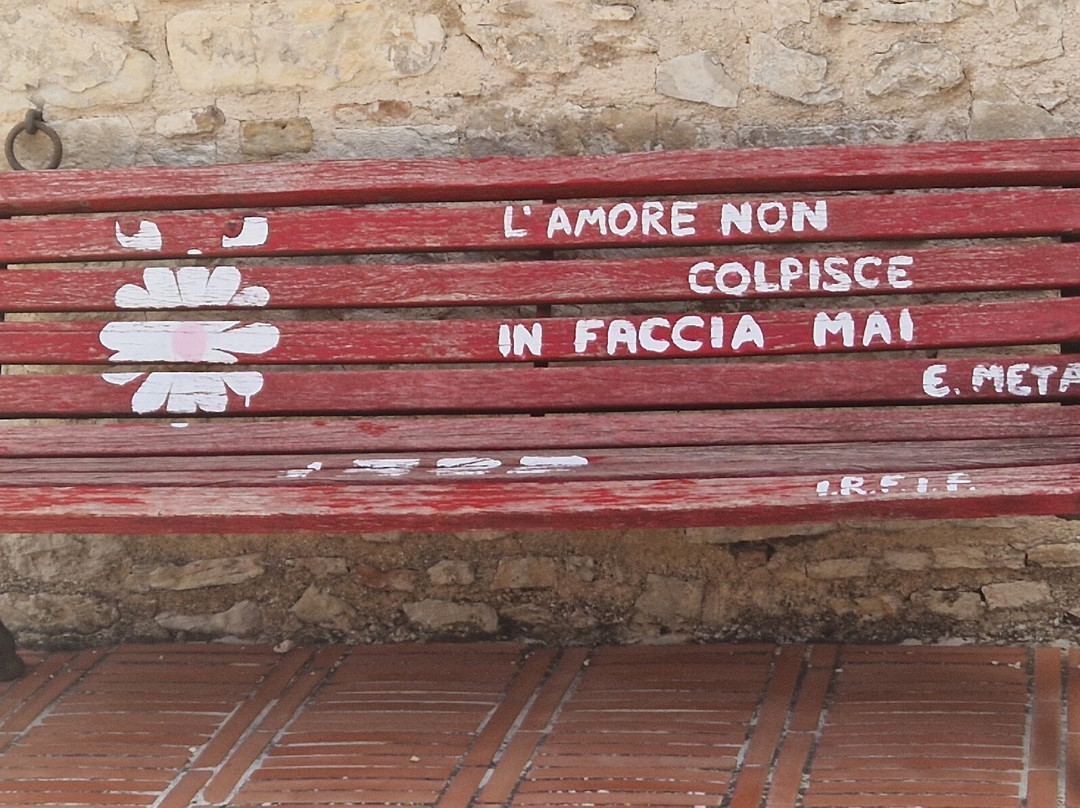 L'AMORE NON
COLPISCE
IN FACCIA MAI
E. META
I.R.F.I.F.